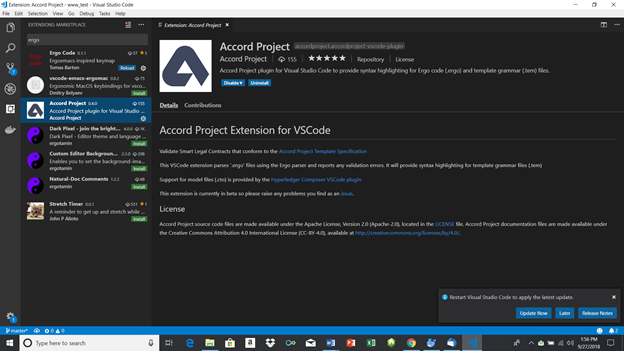 Extension: Accord Project - www_test - Visual Studio Code
File Edit Selection View Go Debug Tasks Help
EXTENSIONS: MARKETPLACE
ergo
Extension: Accord Project
Ergo Code 0.1.1 57 5
Ergoemacs inspired keymap
Tomas Barton Reload
vscode-emacs-ergomac 0.0.2 75
Ergonomic MacOS keybindings for vsc...
Dmitry Beliyaev Install
Accord Project 0.4.0 155
Accord Project plugin for Visual Studio ...
Accord Project
Dark Pixel - join the bright... 4.0.0 1K
Dark Pixel - Editor theme and language ...
ergotamin Install
Custom Editor Backgroun... 208
Enables you to set the background-ima...
ergotamin Install
Natural-Doc Comments 1.2.2 68
ergotamin Install
Stretch Timer 0.0.1 531 1
A reminder to get up and stretch while ...
John P Alioto Install
Accord Project accordproject.accordproject-vscode-plugin
Accord Project 155 Repository License
Accord Project plugin for Visual Studio Code to provide syntax highlighting for Ergo code (.ergo) and template grammar (.tem) files.
Disable Uninstall
Details Contributions
Accord Project Extension for VSCode
Validate Smart Legal Contracts that conform to the Accord Project Template Specification
This VSCode extension parses '.ergo' files using the Ergo parser and reports any validation errors. It will provide syntax highlighting for template grammar files (.tem)
Support for model files (.cto) is provided by the Hyperledger Composer VSCode plugin
This extension is currently in beta so please raise any problems you find as an issue.
License
Accord Project source code files are made available under the Apache License, Version 2.0 (Apache-2.0), located in the LICENSE file. Accord Project documentation files are made available under
the Creative Commons Attribution 4.0 International License (CC-BY-4.0), available at http://creativecommons.org/licenses/by/4.0/.
Restart Visual Studio Code to apply the latest update.
Update Now Later Release Notes
master* 0 0 2
Type here to search
1:56 PM
9/27/2018